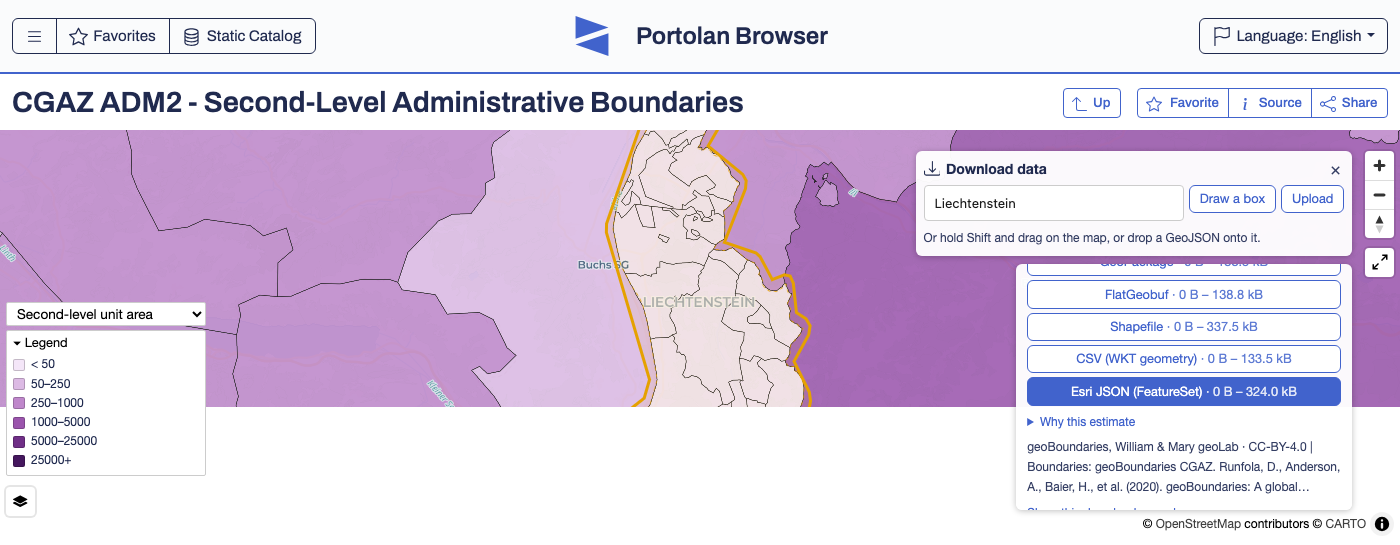 Favorites
Static Catalog
Portolan Browser
Language: English
CGAZ ADM2 - Second-Level Administrative Boundaries
Up
Favorite
Source
Share
Download data
Liechtenstein
Draw a box
Upload
Or hold Shift and drag on the map, or drop a GeoJSON onto it.
Buchs SG
LIECHTENSTEIN
FlatGeobuf · 0 B – 138.8 kB
Shapefile · 0 B – 337.5 kB
CSV (WKT geometry) · 0 B – 133.5 kB
Esri JSON (FeatureSet) · 0 B – 324.0 kB
Why this estimate
geoBoundaries, William & Mary geoLab · CC-BY-4.0 |
Boundaries: geoBoundaries CGAZ. Runfola, D., Anderson,
A., Baier, H., et al. (2020). geoBoundaries: A global…
Second-level unit area
Legend
< 50
50–250
250–1000
1000–5000
5000–25000
25000+
© OpenStreetMap contributors © CARTO